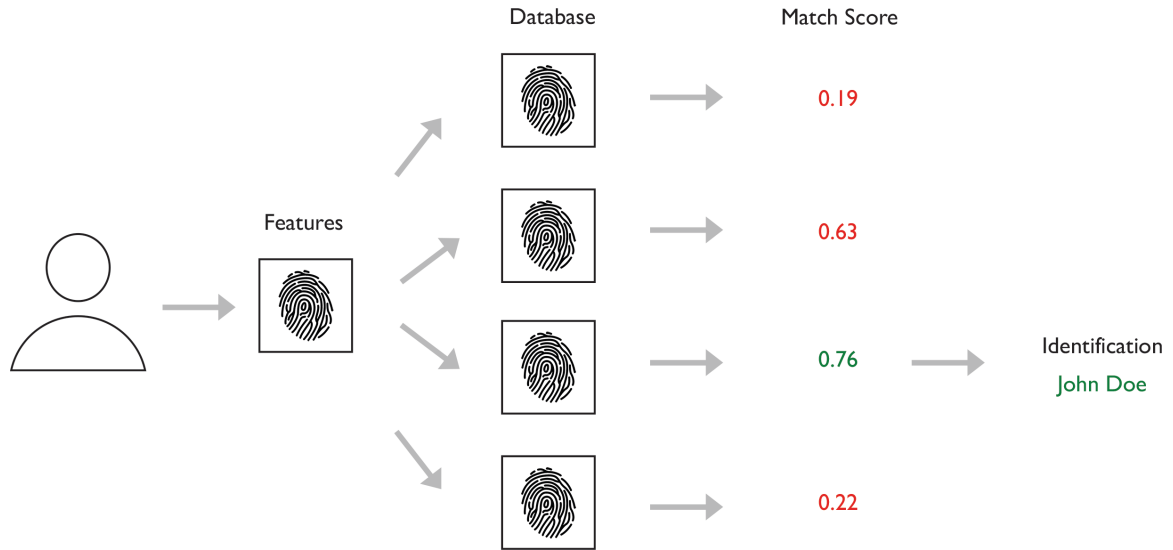 Database
Match Score
0.19
Features
0.63
0.76
Identification
John Doe
0.22